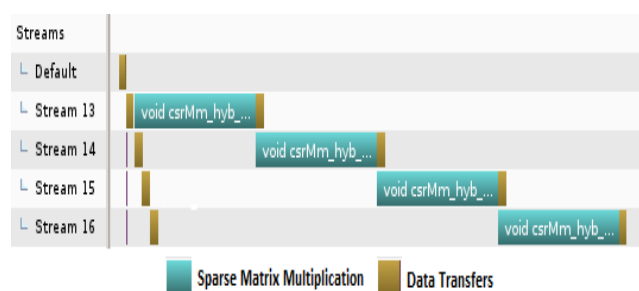 Streams
└ Default
└ Stream 13 void csrMm_hyb_...
└ Stream 14 void csrMm_hyb_...
└ Stream 15 void csrMm_hyb_...
└ Stream 16 void csrMm_hyb_...
Sparse Matrix Multiplication Data Transfers